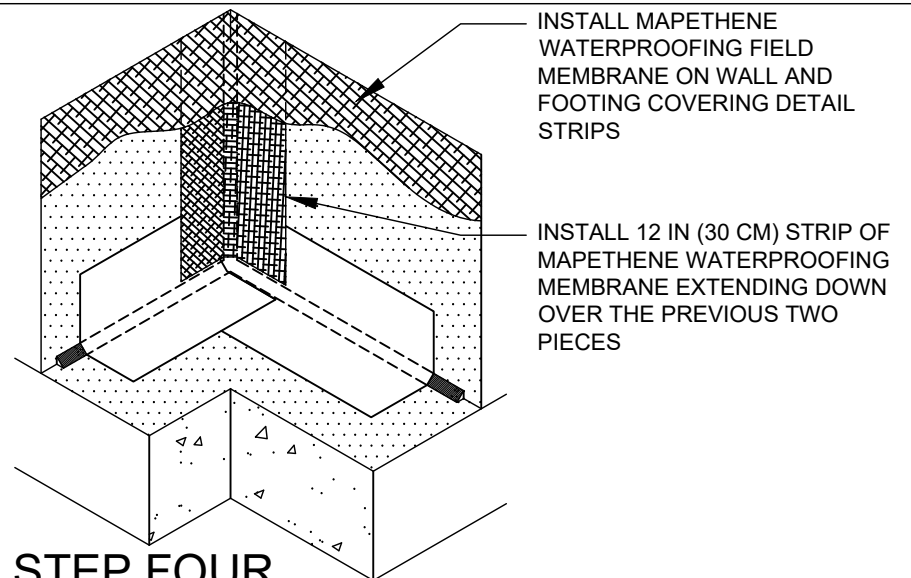 INSTALL MAPETHENE
WATERPROOFING FIELD
MEMBRANE ON WALL AND
FOOTING COVERING DETAIL
STRIPS
INSTALL 12 IN (30 CM) STRIP OF
MAPETHENE WATERPROOFING
MEMBRANE EXTENDING DOWN
OVER THE PREVIOUS TWO
PIECES
STEP FOUR